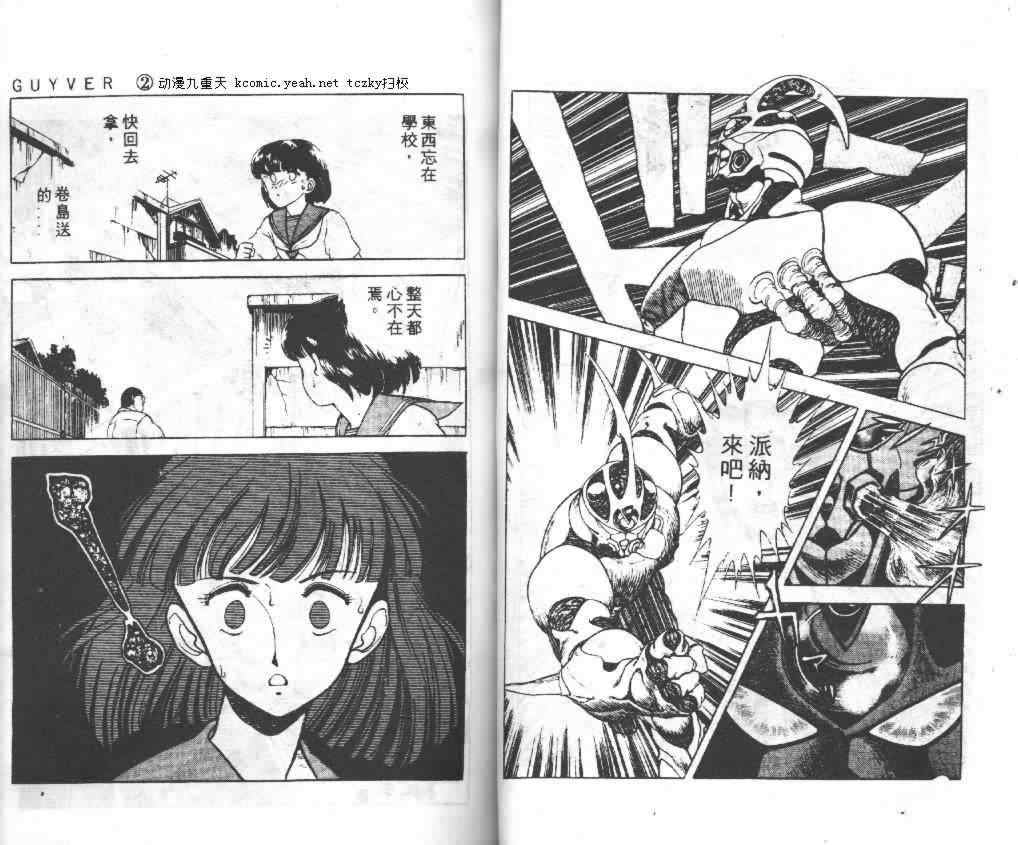 GUYVER ② 动漫九重天 kcomic.yeah.net tczky扫校
派納，
來吧！
東西忘在
學校，
快回去
拿，
卷島送
的....
整天都
心不在
焉。